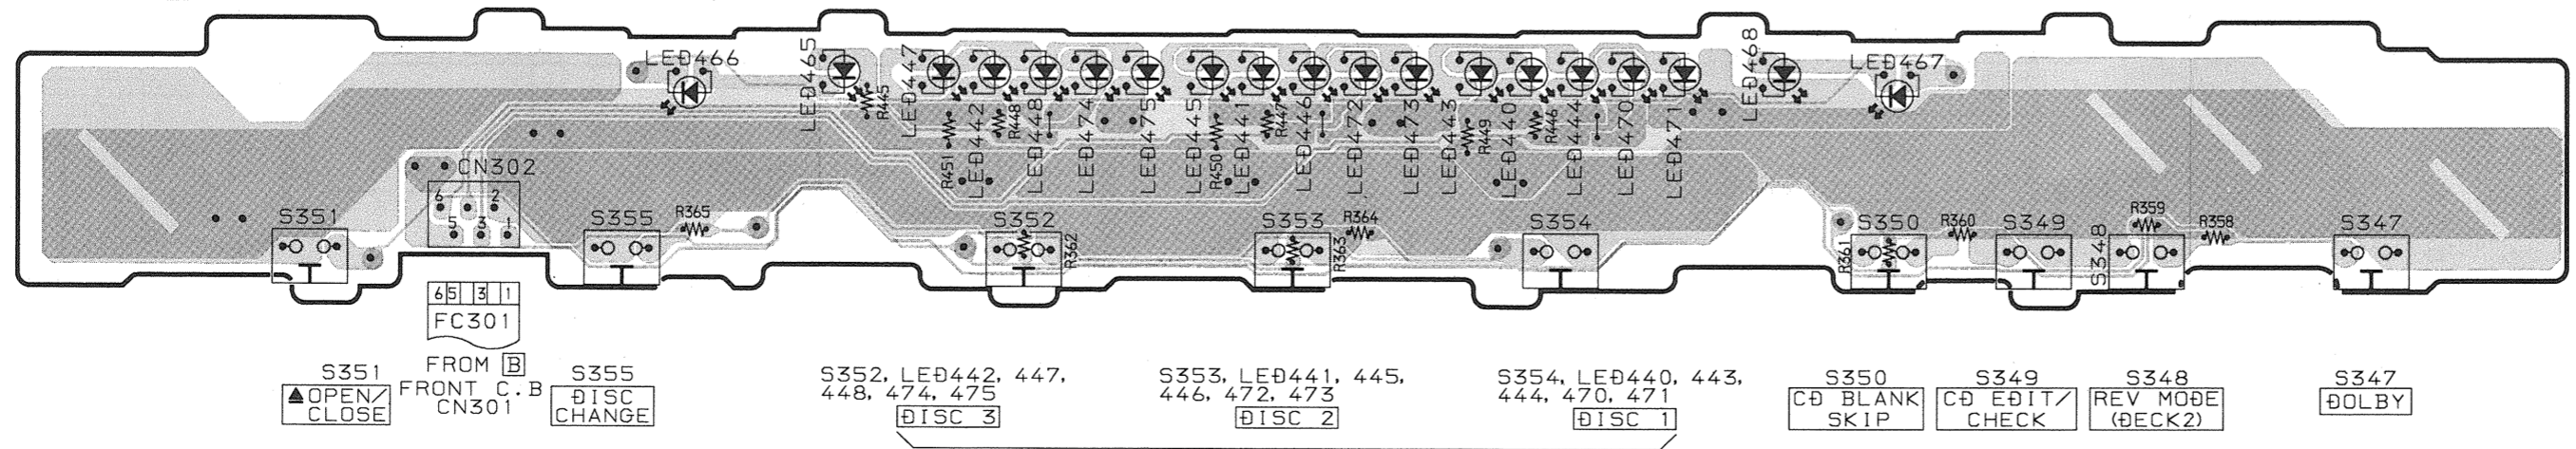 LED466
LED465
R445
LED447
LED442
R451
R448
LED448
LED474
LED475
LED445
R450
LED441
R447
LED446
LED472
LED473
LED443
R449
LED440
R446
LED444
LED470
LED471
LED468
LED467
CN302
6 2
5 3 1
S351
S355
R365
S352
R362
S353
R363
R364
S354
R361
S350
R360
S349
S348
R359
R358
S347
6 5 3 1
FC301
FROM B
FRONT C.B
CN301
S351
▲OPEN/
CLOSE
S355
DISC
CHANGE
S352, LED442, 447,
448, 474, 475
DISC 3
S353, LED441, 445,
446, 472, 473
DISC 2
S354, LED440, 443,
444, 470, 471
DISC 1
S350
CD BLANK
SKIP
S349
CD EDIT/
CHECK
S348
REV MODE
(DECK2)
S347
DOLBY